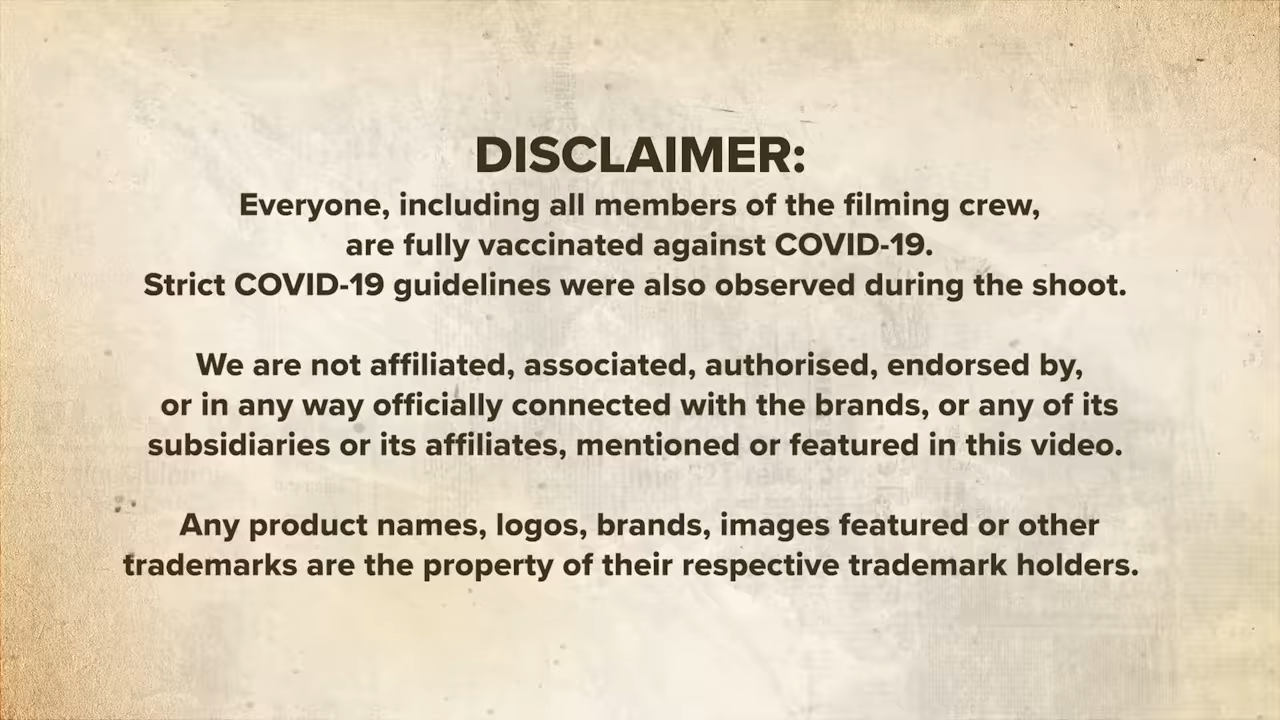 DISCLAIMER:
Everyone, including all members of the filming crew,
are fully vaccinated against COVID-19.
Strict COVID-19 guidelines were also observed during the shoot.
We are not affiliated, associated, authorised, endorsed by,
or in any way officially connected with the brands, or any of its
subsidiaries or its affiliates, mentioned or featured in this video.
Any product names, logos, brands, images featured or other
trademarks are the property of their respective trademark holders.